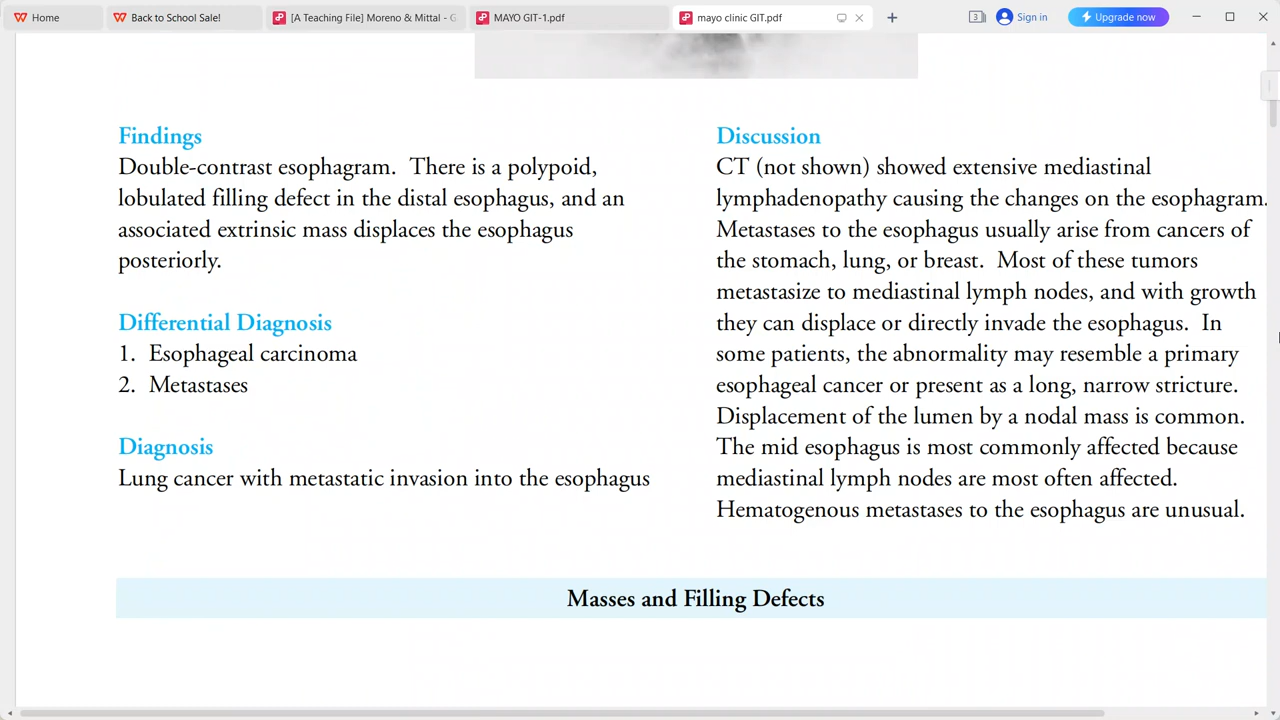 Home
Back to School Sale!
[A Teaching File] Moreno & Mittal - G
MAYO GIT-1.pdf
mayo clinic GIT.pdf
3
Sign in
Upgrade now
Findings
Double-contrast esophagram. There is a polypoid,
lobulated filling defect in the distal esophagus, and an
associated extrinsic mass displaces the esophagus
posteriorly.
Differential Diagnosis
1. Esophageal carcinoma
2. Metastases
Diagnosis
Lung cancer with metastatic invasion into the esophagus
Discussion
CT (not shown) showed extensive mediastinal
lymphadenopathy causing the changes on the esophagram.
Metastases to the esophagus usually arise from cancers of
the stomach, lung, or breast. Most of these tumors
metastasize to mediastinal lymph nodes, and with growth
they can displace or directly invade the esophagus. In
some patients, the abnormality may resemble a primary
esophageal cancer or present as a long, narrow stricture.
Displacement of the lumen by a nodal mass is common.
The mid esophagus is most commonly affected because
mediastinal lymph nodes are most often affected.
Hematogenous metastases to the esophagus are unusual.
Masses and Filling Defects